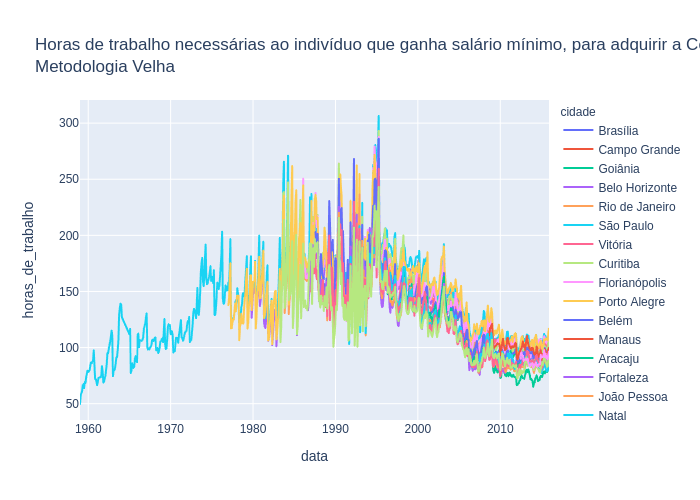 Horas de trabalho necessárias ao indivíduo que ganha salário mínimo, para adquirir a
Metodologia Velha
cidade
300
250
200
150
100
50
horas_de_trabalho
1960 1970 1980 1990 2000 2010
data
Brasília
Campo Grande
Goiânia
Belo Horizonte
Rio de Janeiro
São Paulo
Vitória
Curitiba
Florianópolis
Porto Alegre
Belém
Manaus
Aracaju
Fortaleza
João Pessoa
Natal